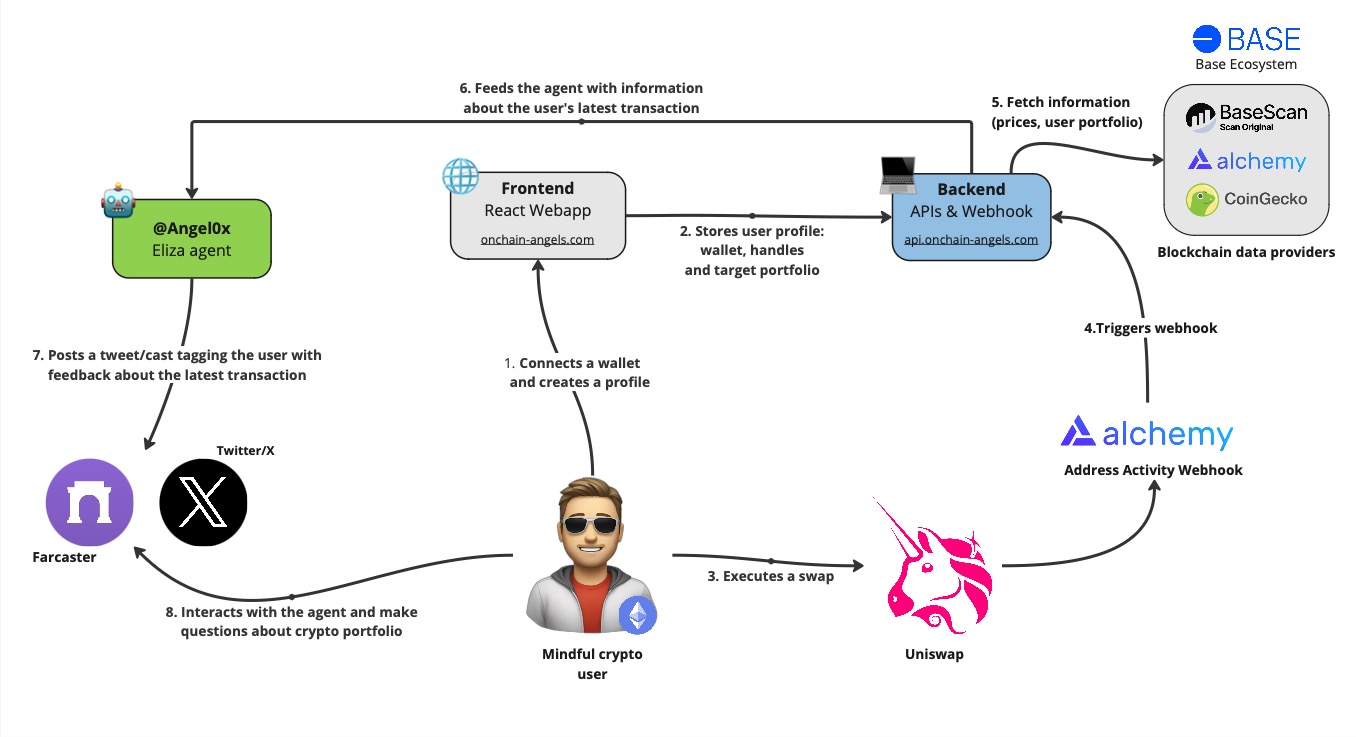 BASE
Base Ecosystem
6. Feeds the agent with information
about the user's latest transaction
5. Fetch information
(prices, user portfolio)
BaseScan
Scan Original
alchemy
CoinGecko
Blockchain data providers
@Angel0x
Eliza agent
Frontend
React Webapp
onchain-angels.com
2. Stores user profile:
wallet, handles
and target portfolio
Backend
APIs & Webhook
api.onchain-angels.com
4.Triggers webhook
7. Posts a tweet/cast tagging the user with
feedback about the latest transaction
1. Connects a wallet
and creates a profile
alchemy
Address Activity Webhook
Twitter/X
Farcaster
3. Executes a swap
8. Interacts with the agent and make
questions about crypto portfolio
Mindful crypto
user
Uniswap